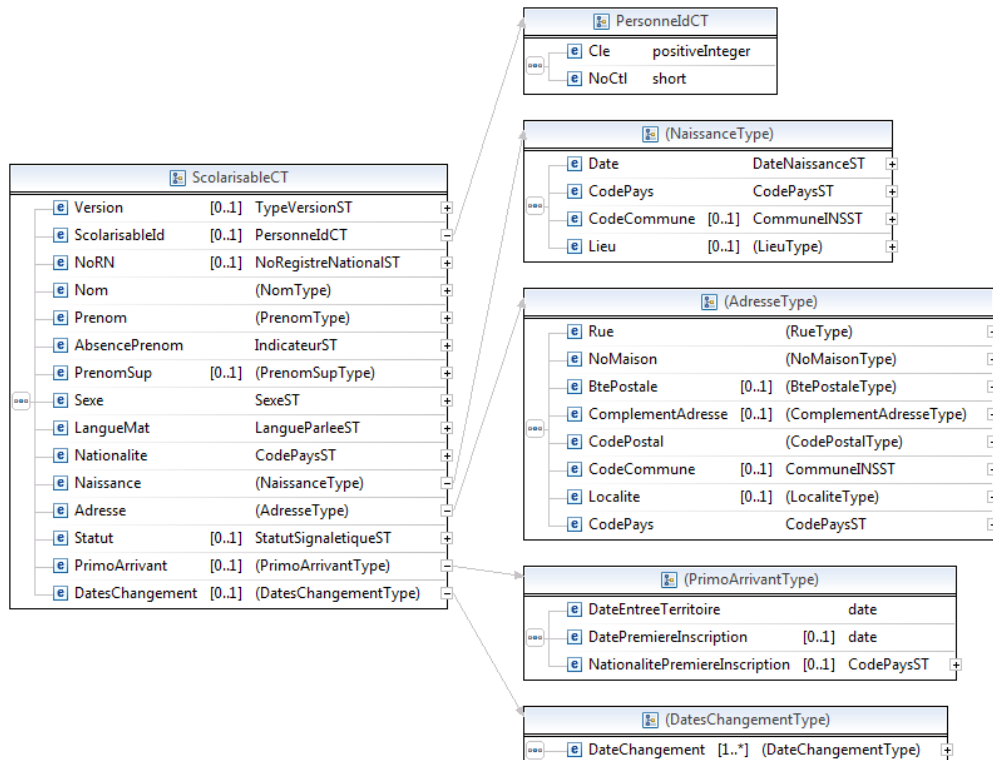 PersonneIdCT
Cle positiveInteger
NoCtl short
(NaissanceType)
Date DateNaissanceST
CodePays CodePaysST
CodeCommune [0..1] CommuneINSST
Lieu [0..1] (LieuType)
ScolarisableCT
Version [0..1] TypeVersionST
ScolarisableId [0..1] PersonneIdCT
NoRN [0..1] NoRegistreNationalST
Nom (NomType)
Prenom (PrenomType)
AbsencePrenom IndicateurST
PrenomSup [0..1] (PrenomSupType)
Sexe SexeST
LangueMat LangueParleeST
Nationalite CodePaysST
Naissance (NaissanceType)
Adresse (AdresseType)
Statut [0..1] StatutSignaletiqueST
PrimoArrivant [0..1] (PrimoArrivantType)
DatesChangement [0..1] (DatesChangementType)
(AdresseType)
Rue (RueType)
NoMaison (NoMaisonType)
BtePostale [0..1] (BtePostaleType)
ComplementAdresse [0..1] (ComplementAdresseType)
CodePostal (CodePostalType)
CodeCommune [0..1] CommuneINSST
Localite [0..1] (LocaliteType)
CodePays CodePaysST
(PrimoArrivantType)
DateEntreeTerritoire date
DatePremiereInscription [0..1] date
NationalitePremiereInscription [0..1] CodePaysST
(DatesChangementType)
DateChangement [1..*] (DateChangementType)